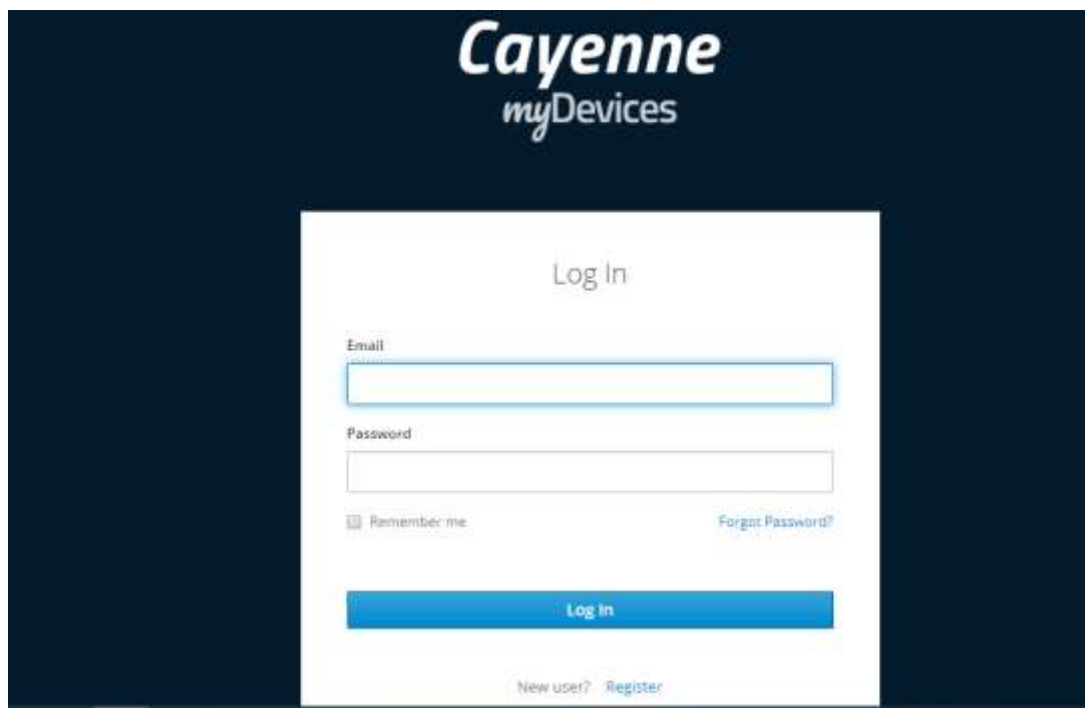 Cayenne
myDevices
Log In
Email
Password
Remember me Forgot Password?
Log In
New user? Register